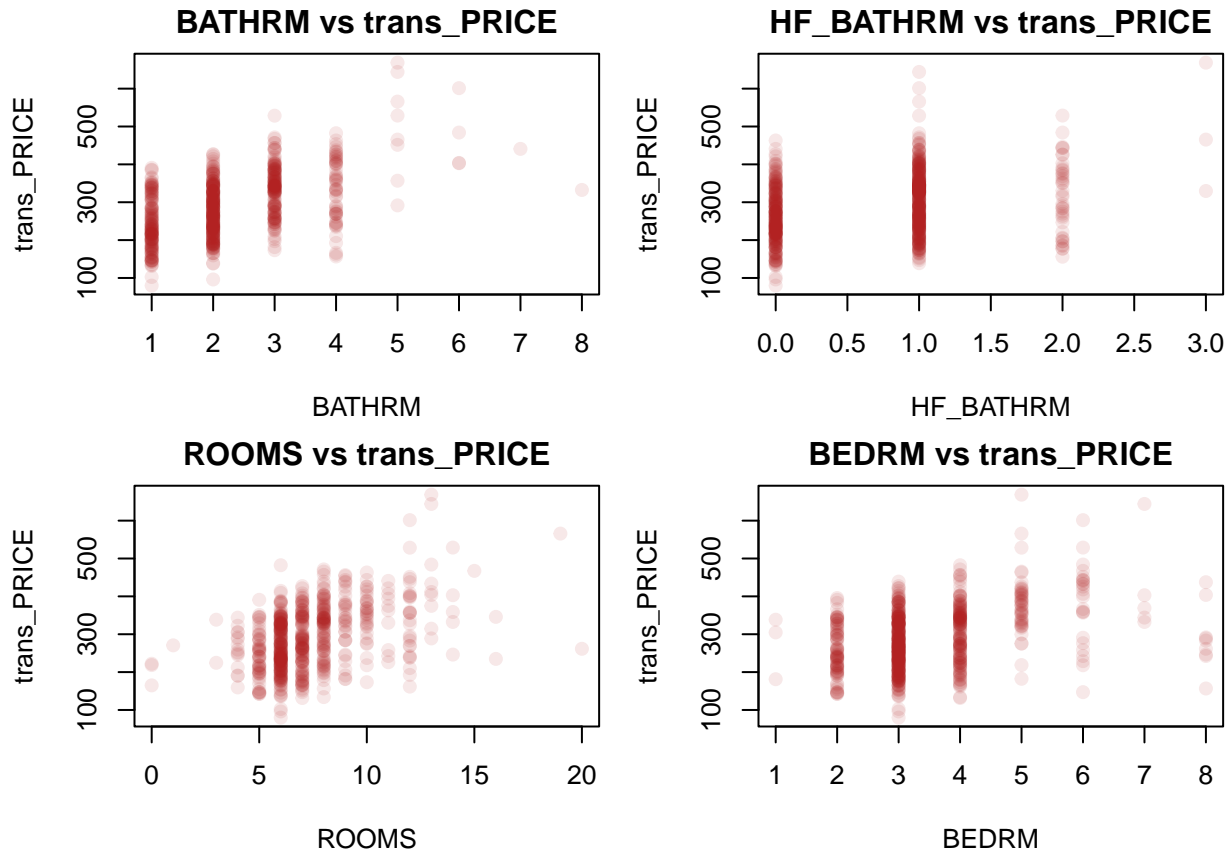 BATHRM vs trans_PRICE
trans_PRICE
100 300 500
1 2 3 4 5 6 7 8
BATHRM
HF_BATHRM vs trans_PRICE
trans_PRICE
100 300 500
0.0 0.5 1.0 1.5 2.0 2.5 3.0
HF_BATHRM
ROOMS vs trans_PRICE
trans_PRICE
100 300 500
0 5 10 15 20
ROOMS
BEDRM vs trans_PRICE
trans_PRICE
100 300 500
1 2 3 4 5 6 7 8
BEDRM